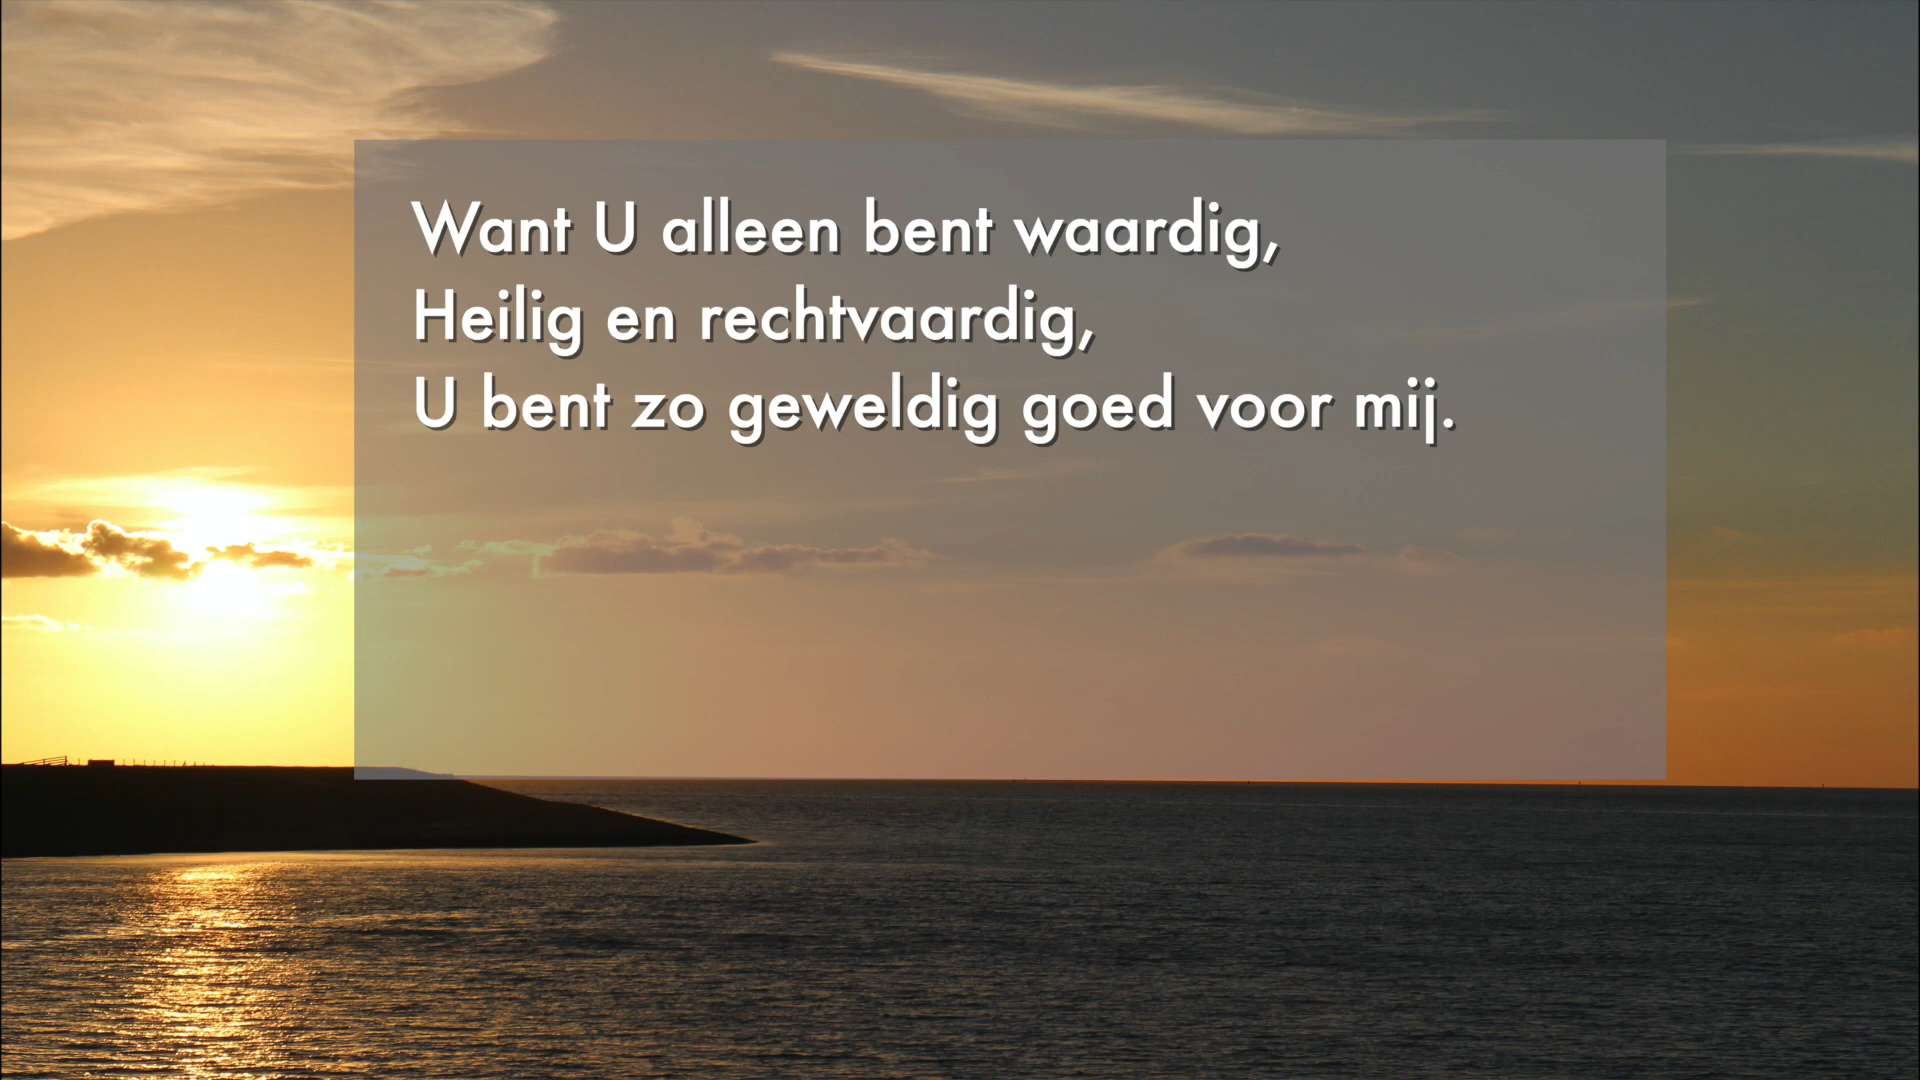 Want U alleen bent waardig,
Heilig en rechtvaardig,
U bent zo geweldig goed voor mij.